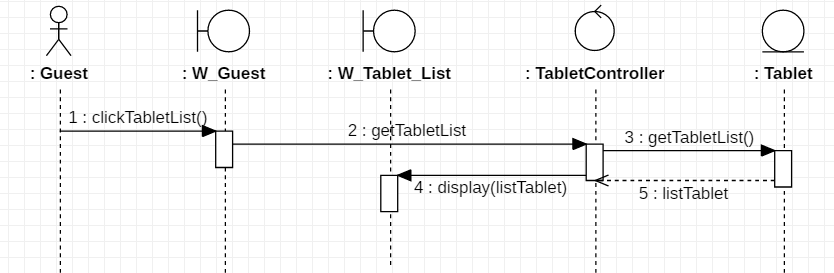 : Guest
: W_Guest
: W_Tablet_List
: TabletController
: Tablet
1 : clickTabletList()
2 : getTabletList
3 : getTabletList()
4 : display(listTablet)
5 : listTablet